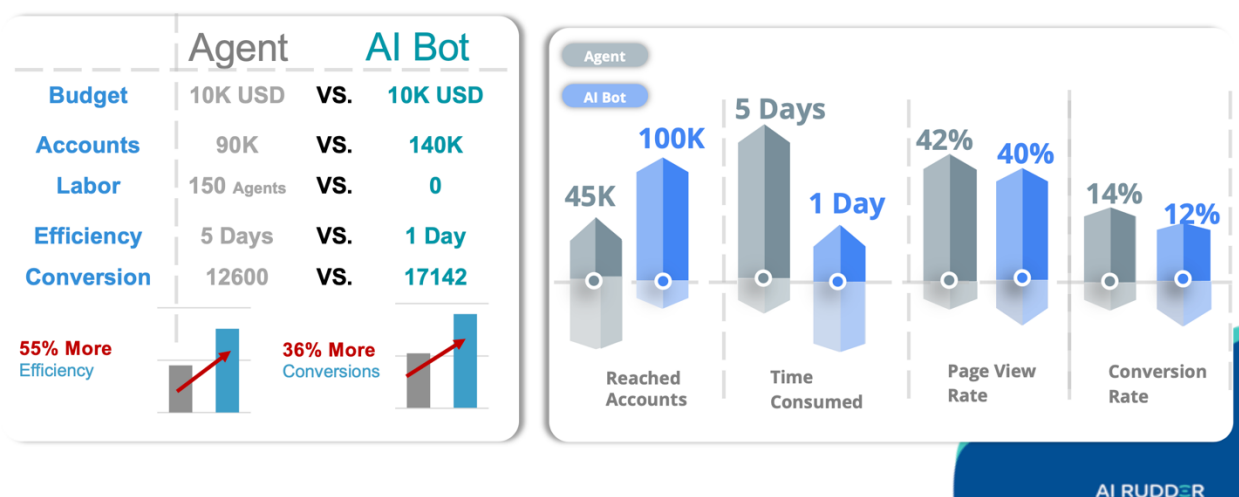 Agent AI Bot
Budget 10K USD VS. 10K USD
Accounts 90K VS. 140K
Labor 150 Agents VS. 0
Efficiency 5 Days VS. 1 Day
Conversion 12600 VS. 17142
55% More
Efficiency
36% More
Conversions
Agent
AI Bot
45K
100K
Reached
Accounts
5 Days
1 Day
Time
Consumed
42%
40%
Page View
Rate
14%
12%
Conversion
Rate
AI RUDDER